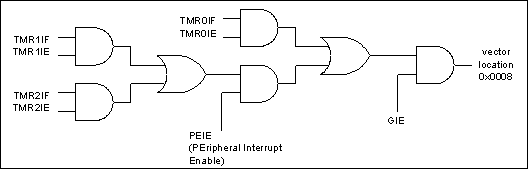 TMR0IF
TMR0IE
TMR1IF
TMR1IE
TMR2IF
TMR2IE
PEIE
(PEripheral Interrupt
Enable)
GIE
vector
location
0x0008